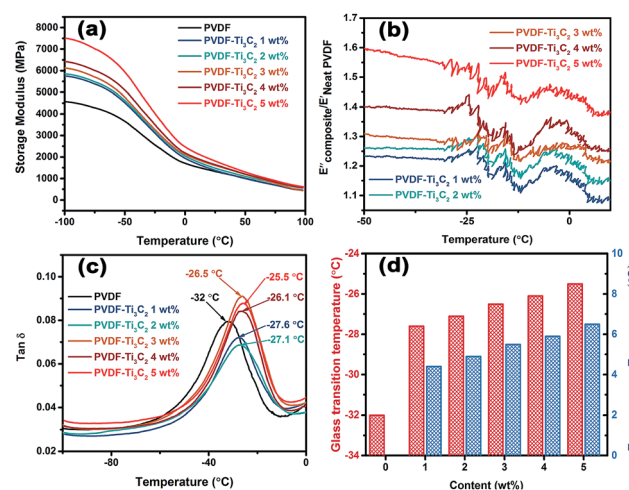 (a)
PVDF
PVDF-Ti₃C₂ 1 wt%
PVDF-Ti₃C₂ 2 wt%
PVDF-Ti₃C₂ 3 wt%
PVDF-Ti₃C₂ 4 wt%
PVDF-Ti₃C₂ 5 wt%
Storage Modulus (MPa)
8000
7000
6000
5000
4000
3000
2000
1000
0
-100
-50
0
50
100
Temperature (°C)
(b)
PVDF-Ti₃C₂ 3 wt%
PVDF-Ti₃C₂ 4 wt%
PVDF-Ti₃C₂ 5 wt%
E'' composite/E' Neat PVDF
1.7
1.6
1.5
1.4
1.3
1.2
1.1
PVDF-Ti₃C₂ 1 wt%
PVDF-Ti₃C₂ 2 wt%
-50
-25
0
Temperature (°C)
(c)
PVDF
PVDF-Ti₃C₂ 1 wt%
PVDF-Ti₃C₂ 2 wt%
PVDF-Ti₃C₂ 3 wt%
PVDF-Ti₃C₂ 4 wt%
PVDF-Ti₃C₂ 5 wt%
-26.5 °C
-32 °C
-25.5 °C
-26.1 °C
-27.6 °C
-27.1 °C
Tan δ
0.10
0.08
0.06
0.04
0.02
-80
-40
0
Temperature (°C)
(d)
Glass transition temperature (°C)
-24
-26
-28
-30
-32
-34
10
8
6
4
2
0
0
1
2
3
4
5
Content (wt%)